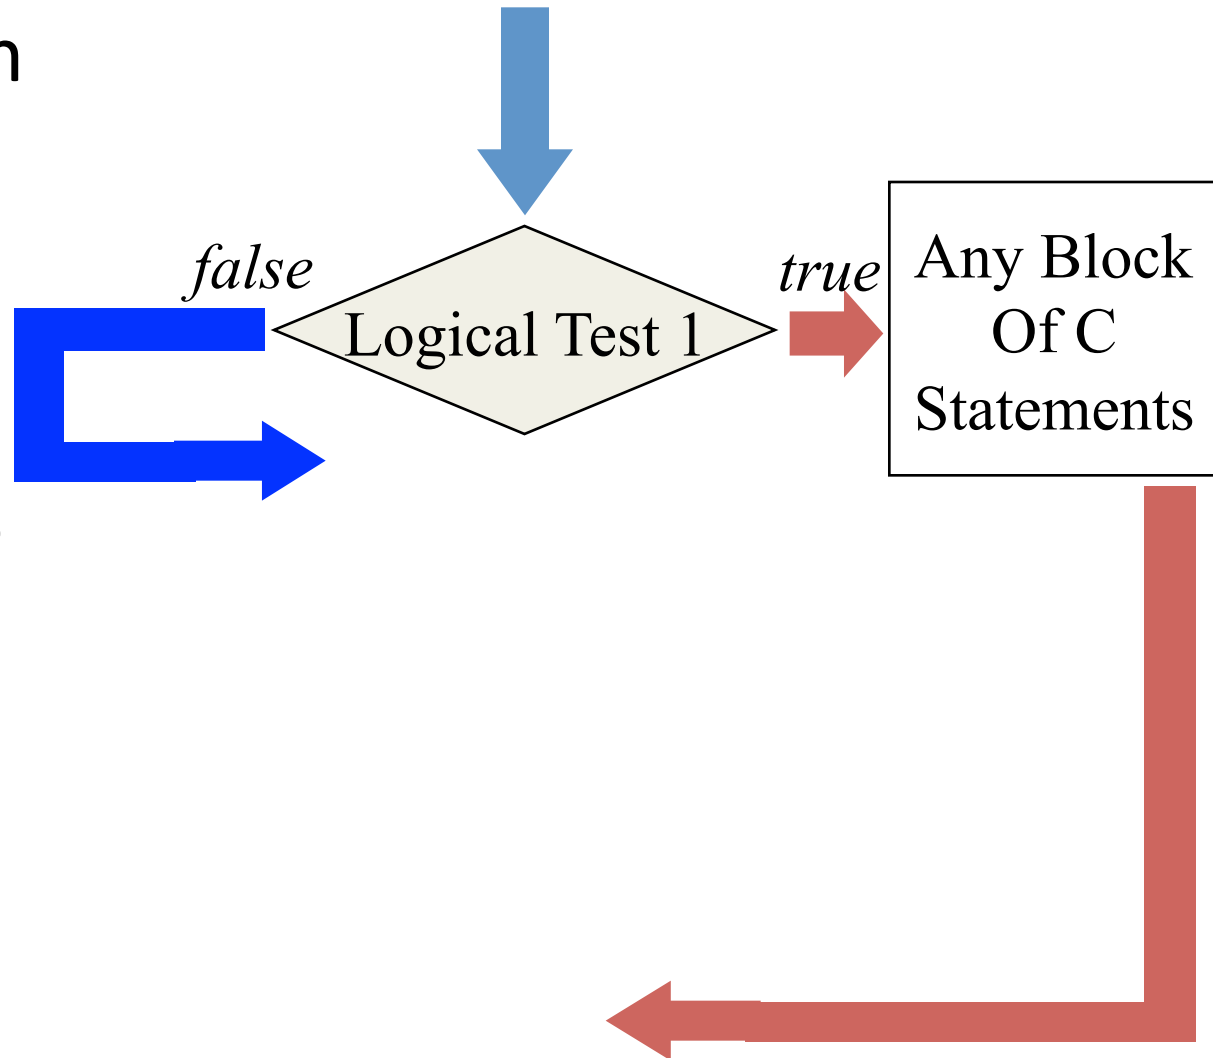 false
true
Logical Test 1
Any Block
Of C
Statements